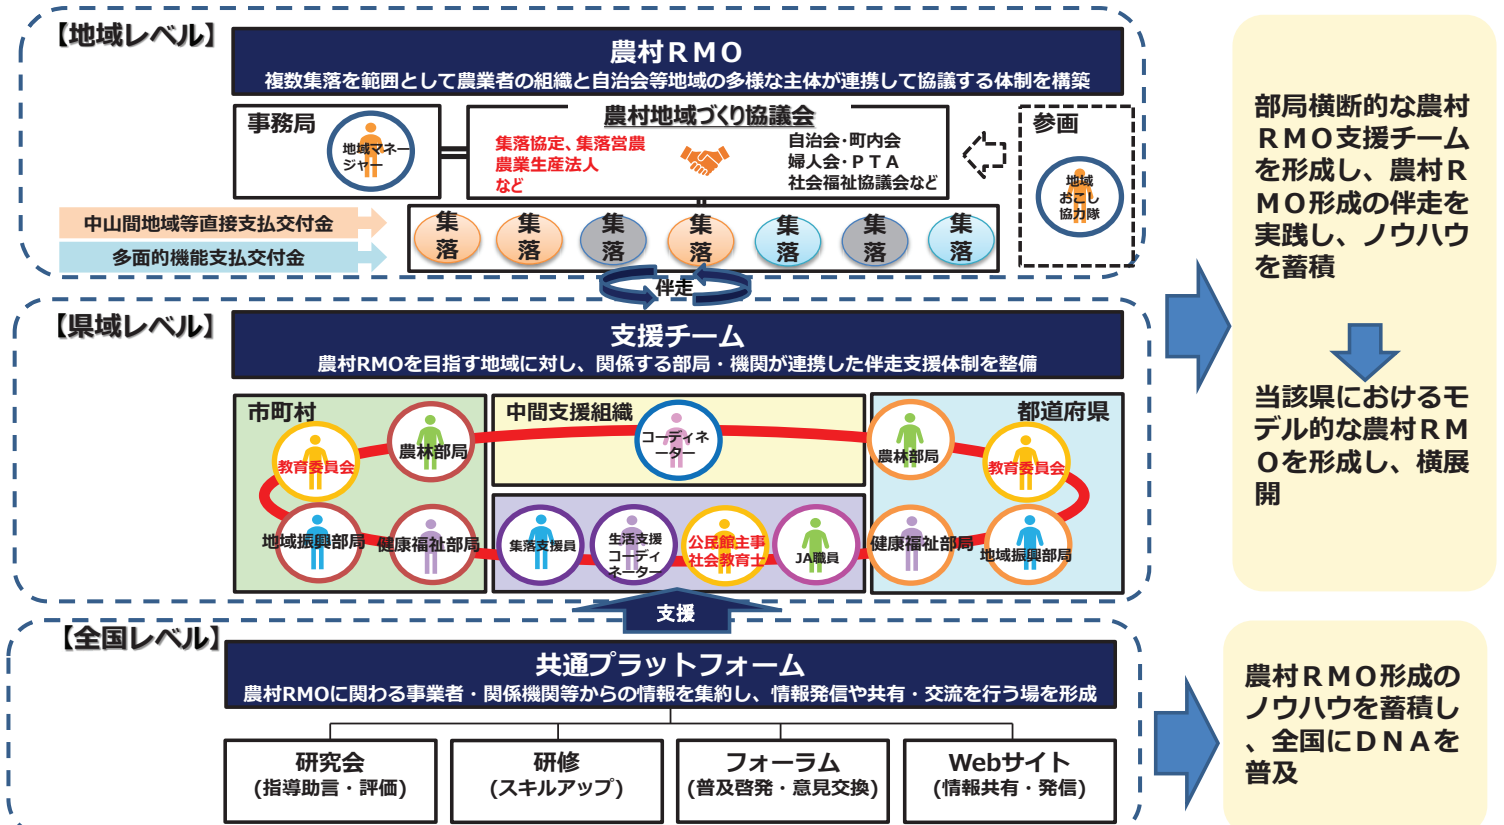 【地域レベル】
農村RMO
複数集落を範囲として農業者の組織と自治会等地域の多様な主体が連携して協議する体制を構築
事務局
地域マネー
ジャー
農村地域づくり協議会
集落協定、集落営農
農業生産法人
など
自治会・町内会
婦人会・PTA
社会福祉協議会など
参画
地域
おこし
協力隊
中山間地域等直接支払交付金
多面的機能支払交付金
集落
集落
集落
集落
集落
集落
集落
伴走
【県域レベル】
支援チーム
農村RMOを目指す地域に対し、関係する部局・機関が連携した伴走支援体制を整備
市町村
教育委員会
農林部局
地域振興部局
健康福祉部局
中間支援組織
コーディネ
ーター
集落支援員
生活支援
コーディ
ネーター
公民館主事
社会教育士
JA職員
都道府県
農林部局
教育委員会
健康福祉部局
地域振興部局
支援
【全国レベル】
共通プラットフォーム
農村RMOに関わる事業者・関係機関等からの情報を集約し、情報発信や共有・交流を行う場を形成
研究会
(指導助言・評価)
研修
(スキルアップ)
フォーラム
(普及啓発・意見交換)
Webサイト
(情報共有・発信)
部局横断的な農村
RMO支援チーム
を形成し、農村R
MO形成の伴走を
実践し、ノウハウ
を蓄積
当該県におけるモ
デル的な農村RM
Oを形成し、横展
開
農村RMO形成の
ノウハウを蓄積し
、全国にDNAを
普及